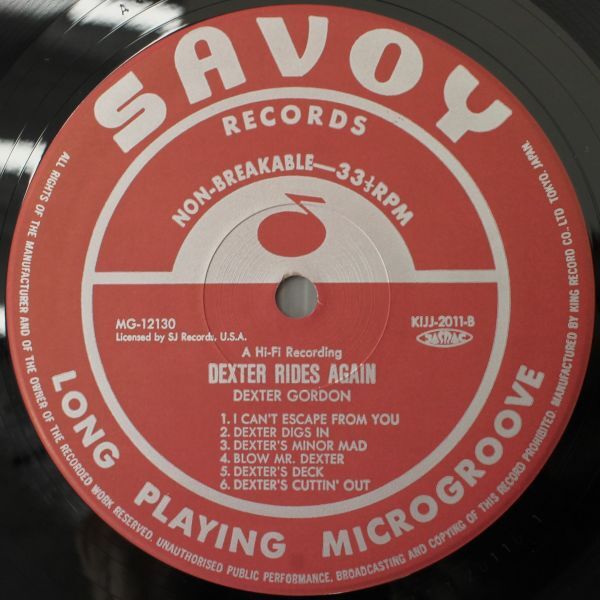 SAVOY
RECORDS
NON-BREAKABLE—33⅓RPM
MG-12130
Licensed by SJ Records, U.S.A.
KIJJ-2011-B
JASRAC
A Hi-Fi Recording
DEXTER RIDES AGAIN
DEXTER GORDON
1. I CAN'T ESCAPE FROM YOU
2. DEXTER DIGS IN
3. DEXTER'S MINOR MAD
4. BLOW MR. DEXTER
5. DEXTER'S DECK
6. DEXTER'S CUTTIN' OUT
LONG PLAYING MICROGROOVE
ALL RIGHTS OF THE MANUFACTURER AND OF THE OWNER OF THE RECORDED WORK RESERVED. UNAUTHORISED PUBLIC PERFORMANCE, BROADCASTING AND COPYING OF THIS RECORD PROHIBITED. MANUFACTURED BY KING RECORD CO., LTD TOKYO, JAPAN.